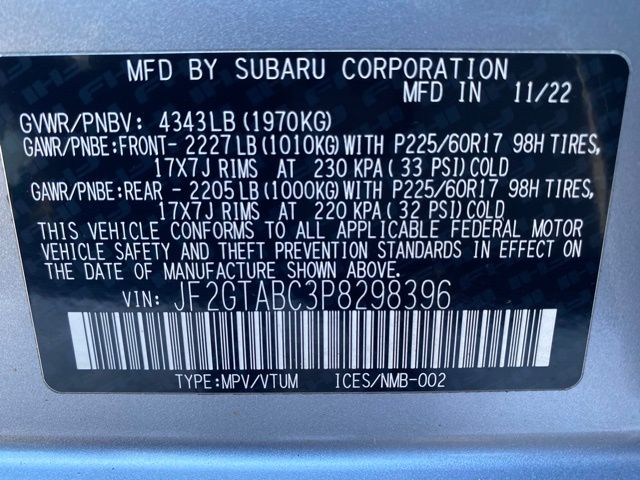 MFD BY SUBARU CORPORATION
MFD IN 11/22
GVWR/PNBV: 4343LB (1970KG)
GAWR/PNBE:FRONT- 2227LB(1010KG)WITH P225/60R17 98H TIRES,
17X7J RIMS AT 230 KPA(33 PSI)COLD
GAWR/PNBE:REAR - 2205LB(1000KG)WITH P225/60R17 98H TIRES,
17X7J RIMS AT 220 KPA(32 PSI)COLD
THIS VEHICLE CONFORMS TO ALL APPLICABLE FEDERAL MOTOR
VEHICLE SAFETY AND THEFT PREVENTION STANDARDS IN EFFECT ON
THE DATE OF MANUFACTURE SHOWN ABOVE.
VIN: JF2GTABC3P8298396
TYPE:MPV/VTUM ICES/NMB-002